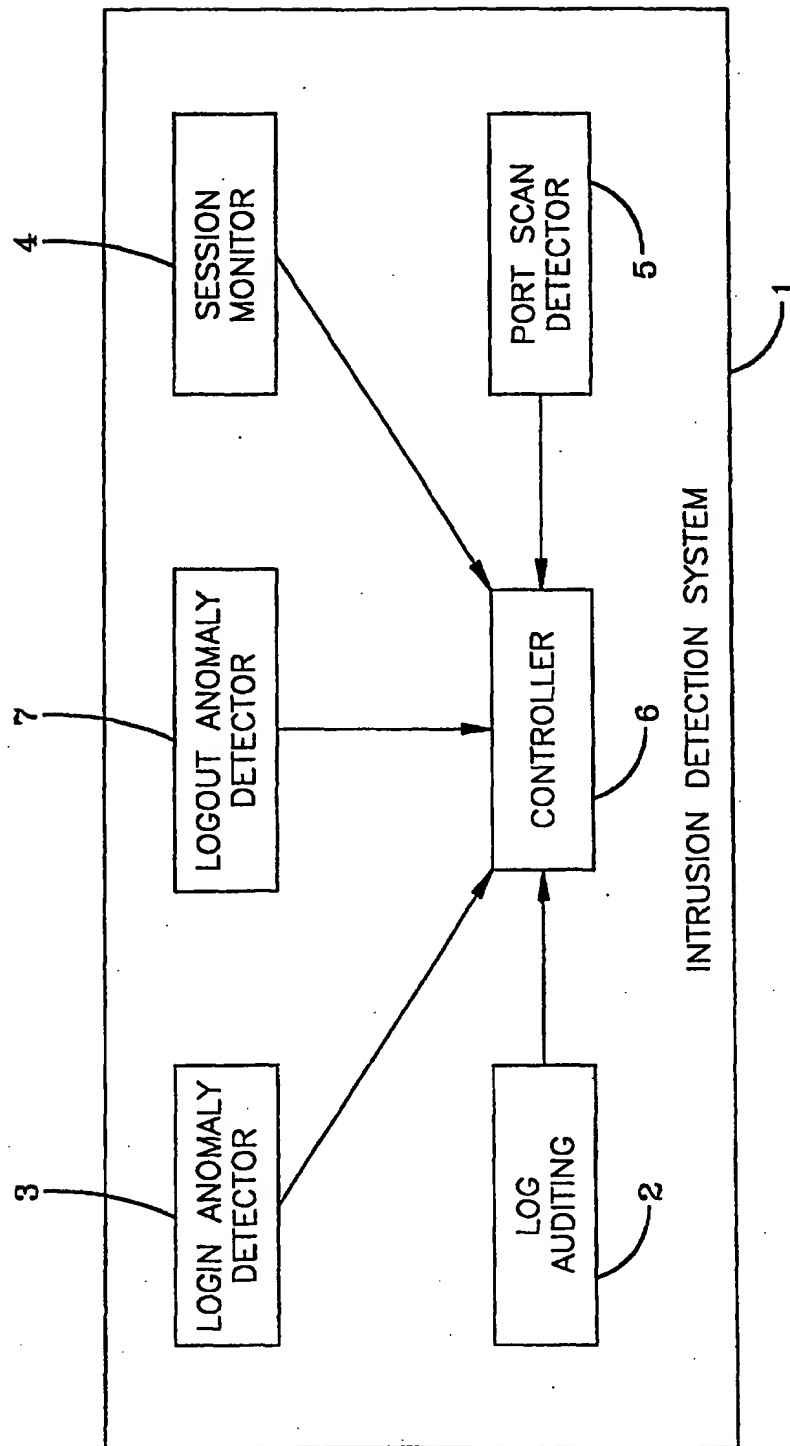 3
LOGIN ANOMALY
DETECTOR
7
LOGOUT ANOMALY
DETECTOR
4
SESSION
MONITOR
LOG
AUDITING
2
CONTROLLER
6
PORT SCAN
DETECTOR
5
INTRUSION DETECTION SYSTEM
1